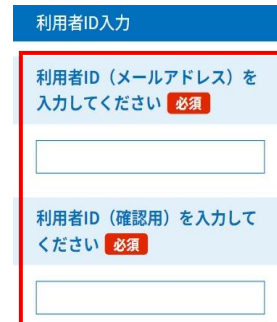 利用者ID入力
利用者ID（メールアドレス）を
入力してください 必須
利用者ID（確認用）を入力して
ください 必須